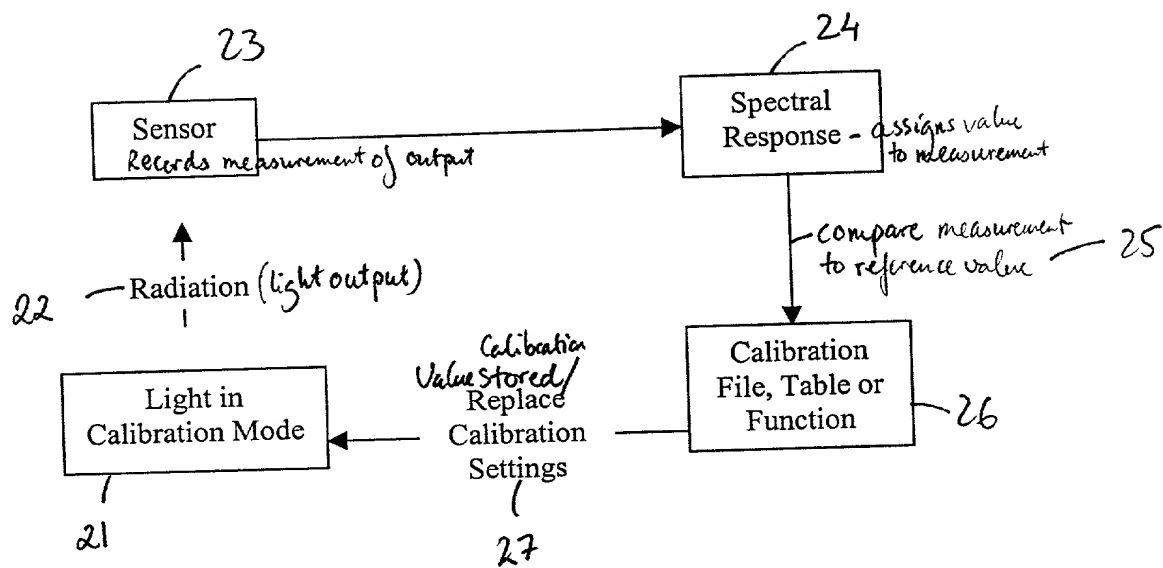 23
24
Sensor
Records measurement of output
Spectral
Response - assigns value
to measurement
compare measurement
to reference value
25
22
Radiation (light output)
Calibration
Value Stored/
Replace
Calibration
Settings
27
Calibration
File, Table or
Function
26
Light in
Calibration Mode
21